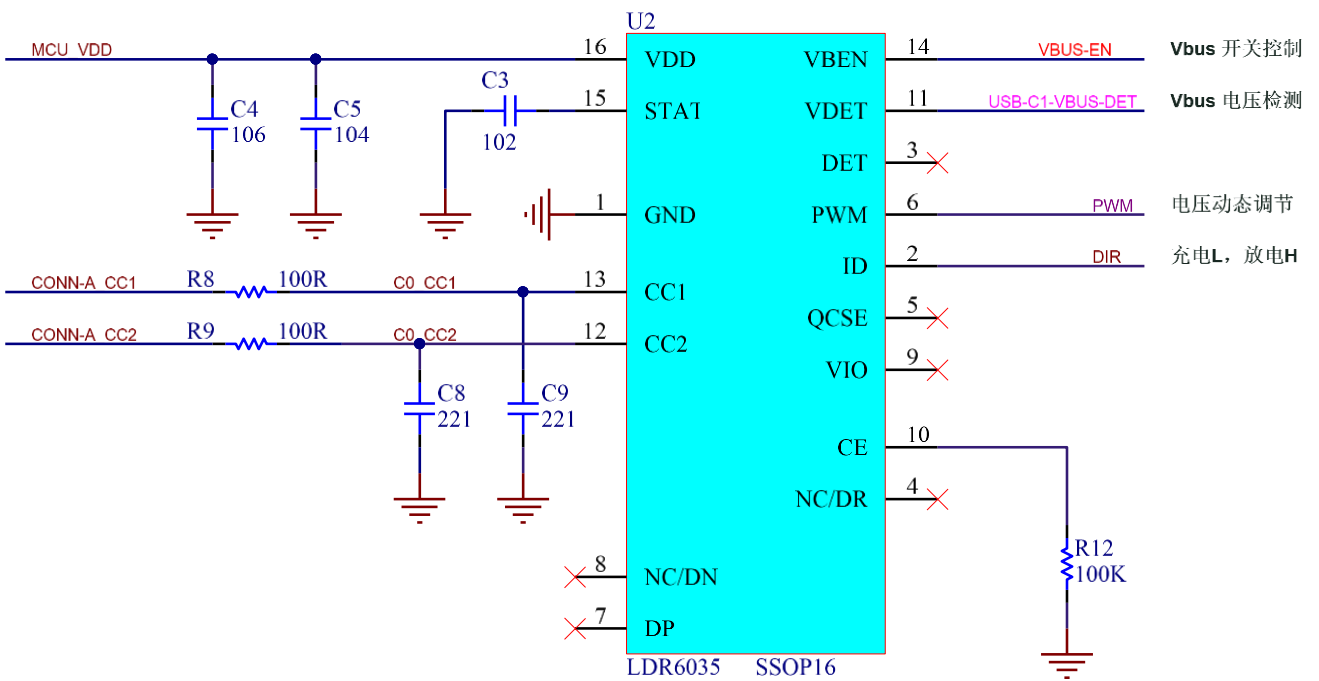 U2
MCU_VDD
16
VDD
VBEN
14
VBUS-EN
Vbus 开关控制
C3
102
15
STAT
VDET
11
USB-C1-VBUS-DET
Vbus 电压检测
C4
106
C5
104
DET
3
1
GND
PWM
6
PWM
电压动态调节
ID
2
DIR
充电L，放电H
CONN-A_CC1
R8
100R
C0_CC1
13
CC1
QCSE
5
CONN-A_CC2
R9
100R
C0_CC2
12
CC2
VIO
9
C8
221
C9
221
CE
10
NC/DR
4
R12
100K
8
NC/DN
7
DP
LDR6035
SSOP16